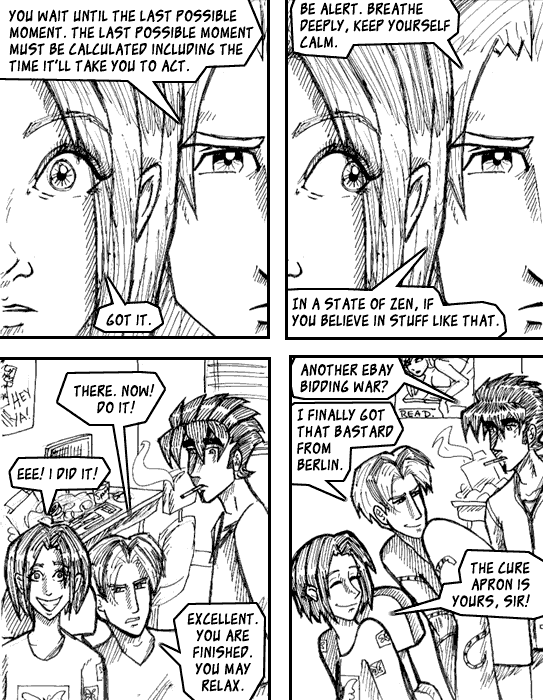 YOU WAIT UNTIL THE LAST POSSIBLE
MOMENT. THE LAST POSSIBLE MOMENT
MUST BE CALCULATED INCLUDING THE
TIME IT'LL TAKE YOU TO ACT.
GOT IT.
BE ALERT. BREATHE
DEEPLY, KEEP YOURSELF
CALM.
IN A STATE OF ZEN, IF
YOU BELIEVE IN STUFF LIKE THAT.
HEY
YA!
THERE. NOW!
DO IT!
EEE! I DID IT!
EXCELLENT.
YOU ARE
FINISHED.
YOU MAY
RELAX.
ANOTHER EBAY
BIDDING WAR?
READ.
I FINALLY GOT
THAT BASTARD
FROM
BERLIN.
THE CURE
APRON IS
YOURS, SIR!